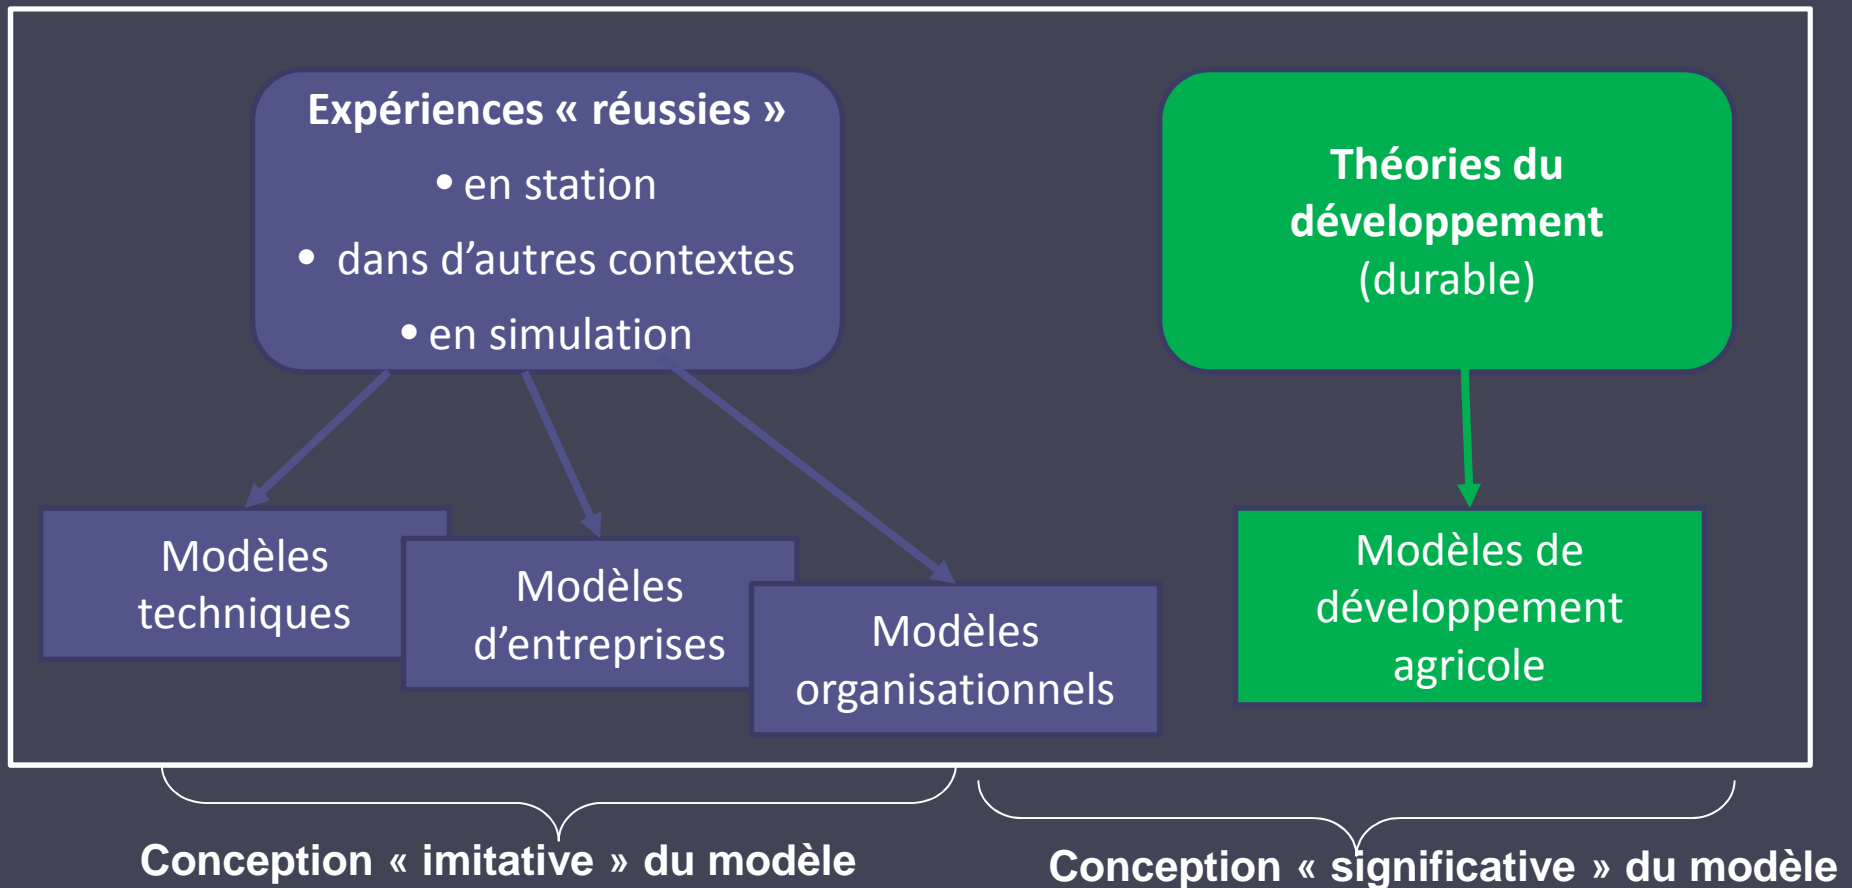 Expériences « réussies »
• en station
• dans d'autres contextes
• en simulation
Théories du
développement
(durable)
Modèles
techniques
Modèles
d'entreprises
Modèles
organisationnels
Modèles de
développement
agricole
Conception « imitative » du modèle
Conception « significative » du modèle